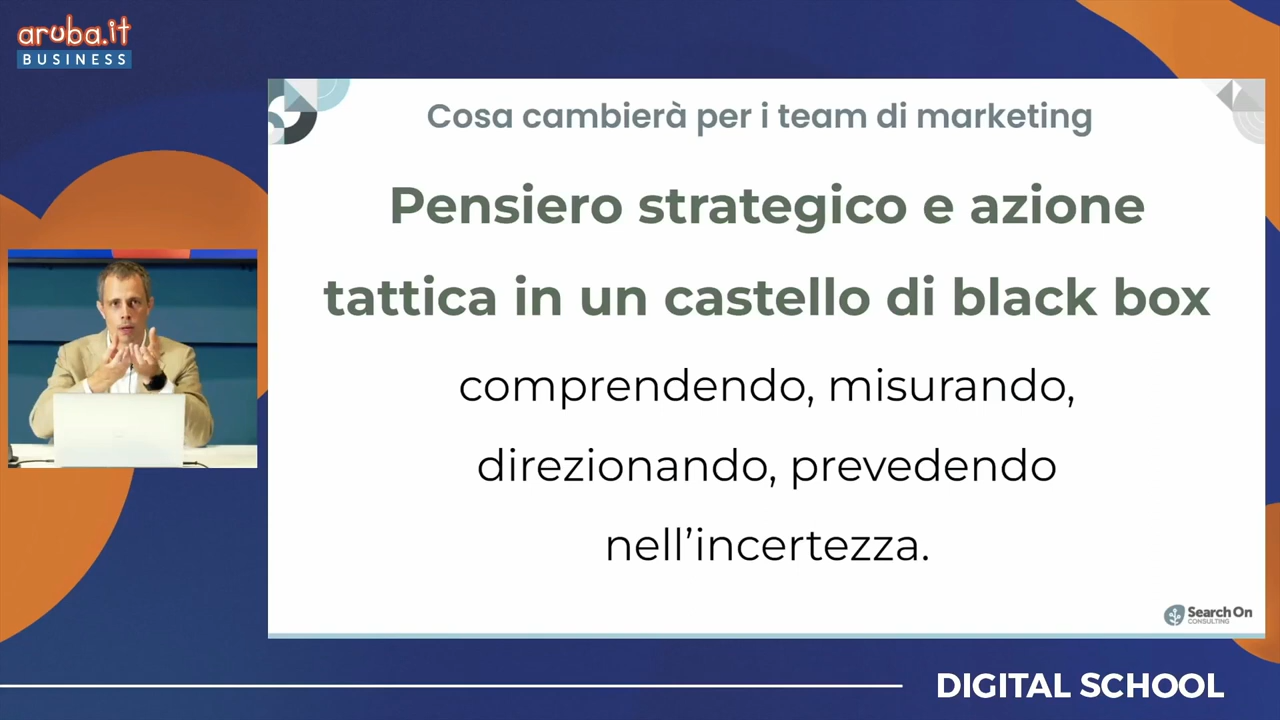 aruba.it
BUSINESS
Cosa cambierà per i team di marketing
Pensiero strategico e azione
tattica in un castello di black box
comprendendo, misurando,
direzionando, prevedendo
nell’incertezza.
Search On
CONSULTING
DIGITAL SCHOOL